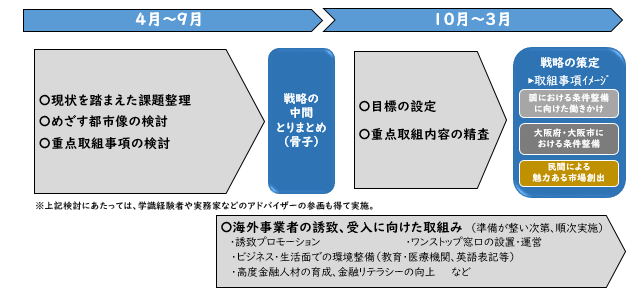 4月～9月
10月～3月
○現状を踏まえた課題整理
○めざす都市像の検討
○重点取組事項の検討
戦略の
中間
とりまとめ
（骨子）
○目標の設定
○重点取組内容の精査
戦略の策定
▶取組事項ｲﾒｰｼﾞ
国における条件整備
に向けた働きかけ
大阪府・大阪市に
おける条件整備
民間による
魅力ある市場創出
※上記検討にあたっては、学識経験者や実務家などのアドバイザーの参画も得て実施。
○海外事業者の誘致、受入に向けた取組み （準備が整い次第、順次実施）
・誘致プロモーション ・ワンストップ窓口の設置・運営
・ビジネス・生活面での環境整備（教育・医療機関、英語表記等）
・高度金融人材の育成、金融リテラシーの向上 など